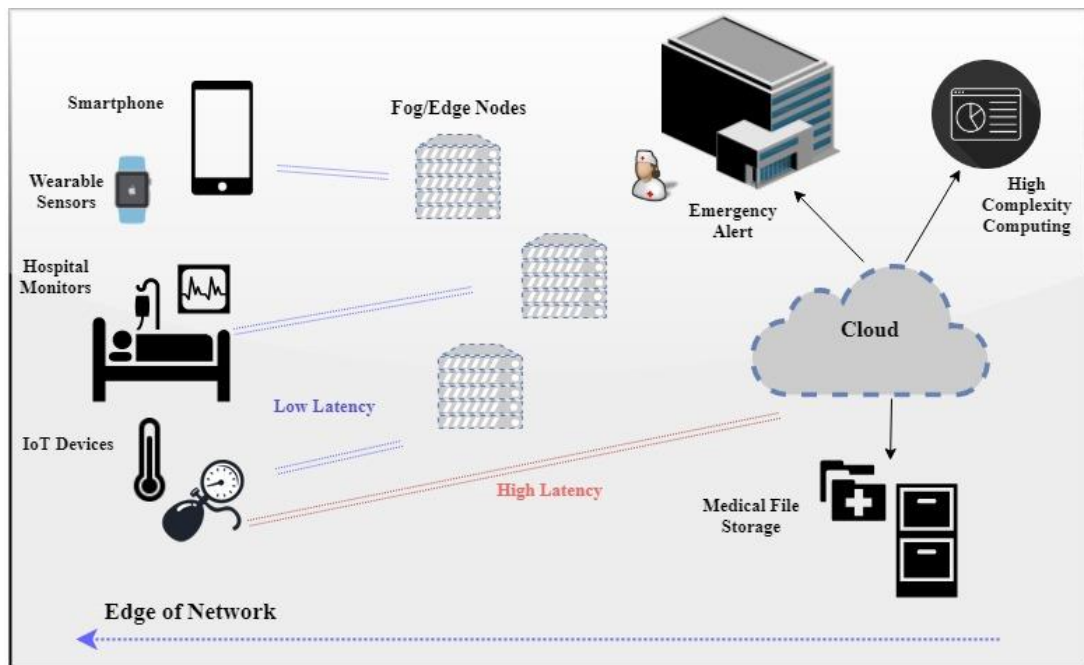 Smartphone
Fog/Edge Nodes
Wearable
Sensors
Emergency
Alert
High
Complexity
Computing
Hospital
Monitors
Cloud
Low Latency
IoT Devices
High Latency
Medical File
Storage
Edge of Network